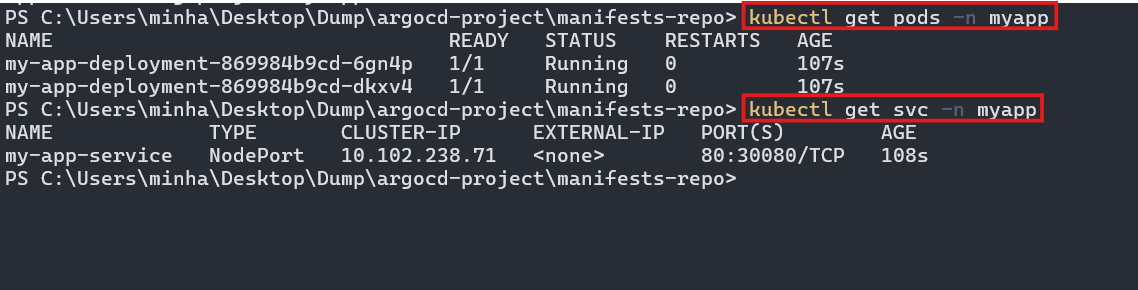 PS C:\Users\minha\Desktop\Dump\argocd-project\manifests-repo> kubectl get pods -n myapp
NAME                                READY   STATUS    RESTARTS   AGE
my-app-deployment-869984b9cd-6gn4p   1/1     Running   0          107s
my-app-deployment-869984b9cd-dkxv4   1/1     Running   0          107s
PS C:\Users\minha\Desktop\Dump\argocd-project\manifests-repo> kubectl get svc -n myapp
NAME             TYPE       CLUSTER-IP      EXTERNAL-IP   PORT(S)        AGE
my-app-service   NodePort   10.102.238.71   <none>        80:30080/TCP   108s
PS C:\Users\minha\Desktop\Dump\argocd-project\manifests-repo>